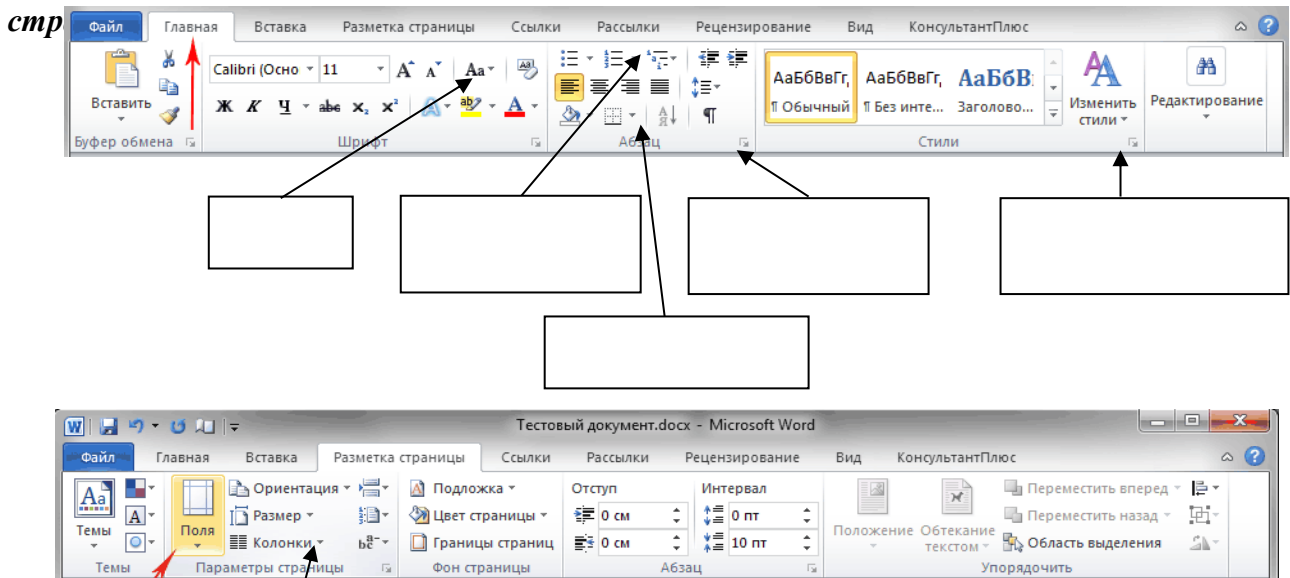 стр
Файл Главная Вставка Разметка страницы Ссылки Рассылки Рецензирование Вид КонсультантПлюс
Calibri (Осно 11 Aa АаБбВвГг, АаБбВвГг, АаБбВ
Вставить Ж К Ч abc x, x² ab A А Я ¶ ¶ Обычный ¶ Без инте... Заголово... Изменить стили Редактирование
Буфер обмена Шрифт Абзац Стили
Тестовый документ.docx - Microsoft Word
Файл Главная Вставка Разметка страницы Ссылки Рассылки Рецензирование Вид КонсультантПлюс
Aa Ориентация Подложка Отступ Интервал Переместить вперед
Темы A Поля Размер Цвет страницы 0 см 0 пт Положение Обтекание текстом Переместить назад
Колонки Границы страниц 0 см 10 пт Область выделения
Темы Параметры страницы Фон страницы Абзац Упорядочить